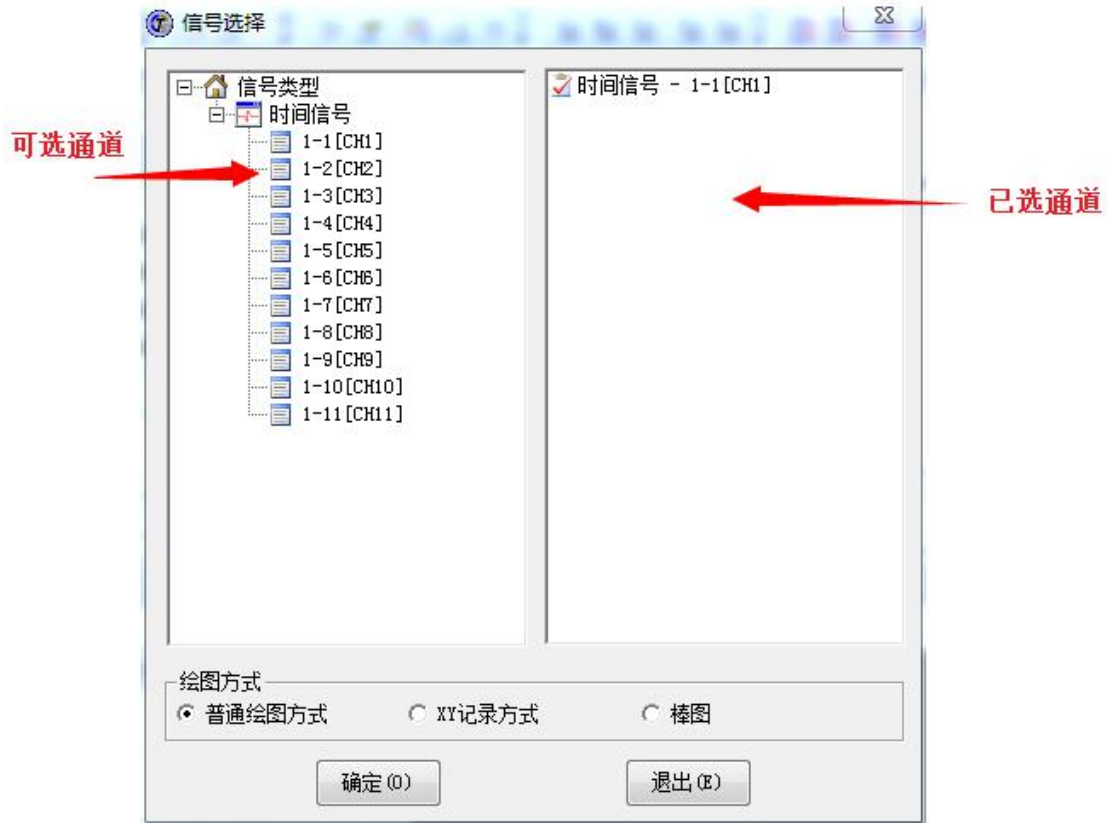 信号选择
信号类型
时间信号
1-1[CH1]
1-2[CH2]
1-3[CH3]
1-4[CH4]
1-5[CH5]
1-6[CH6]
1-7[CH7]
1-8[CH8]
1-9[CH9]
1-10[CH10]
1-11[CH11]
可选通道
时间信号 - 1-1[CH1]
已选通道
绘图方式
普通绘图方式 XY记录方式 棒图
确定(O) 退出(E)